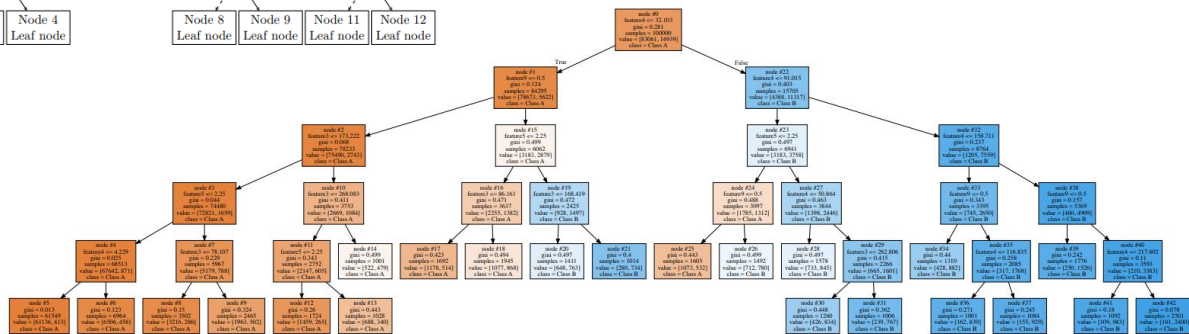 Node 4
Leaf node
Node 8
Leaf node
Node 9
Leaf node
Node 11
Leaf node
Node 12
Leaf node
node #0
feature4 <= 32.103
gini = 0.281
samples = 100000
value = [83061, 16939]
class = Class A
True
False
node #1
feature9 <= 0.5
gini = 0.124
samples = 84295
value = [78673, 5622]
class = Class A
node #22
feature4 <= 91.015
gini = 0.403
samples = 15705
value = [4388, 11317]
class = Class B
node #2
feature3 <= 173.222
gini = 0.068
samples = 78233
value = [75490, 2743]
class = Class A
node #15
feature5 <= 2.25
gini = 0.499
samples = 6062
value = [3183, 2879]
class = Class A
node #23
feature5 <= 2.25
gini = 0.497
samples = 6941
value = [3183, 3758]
class = Class B
node #32
feature4 <= 158.711
gini = 0.237
samples = 8764
value = [1205, 7559]
class = Class B
node #3
feature5 <= 2.25
gini = 0.044
samples = 74480
value = [72821, 1659]
class = Class A
node #10
feature3 <= 268.083
gini = 0.411
samples = 3753
value = [2669, 1084]
class = Class A
node #16
feature3 <= 86.161
gini = 0.471
samples = 3637
value = [2255, 1382]
class = Class A
node #19
feature3 <= 168.419
gini = 0.472
samples = 2425
value = [928, 1497]
class = Class B
node #24
feature9 <= 0.5
gini = 0.488
samples = 3097
value = [1785, 1312]
class = Class A
node #27
feature4 <= 50.864
gini = 0.463
samples = 3844
value = [1398, 2446]
class = Class B
node #33
feature9 <= 0.5
gini = 0.343
samples = 3395
value = [745, 2650]
class = Class B
node #38
feature9 <= 0.5
gini = 0.157
samples = 5369
value = [460, 4909]
class = Class B
node #4
gini = 0.025
samples = 68513
value = [67642, 871]
class = Class A
node #7
feature3 <= 78.107
gini = 0.229
samples = 5967
value = [5179, 788]
class = Class A
node #11
feature5 <= 2.25
gini = 0.343
samples = 2752
value = [2147, 605]
class = Class A
node #14
gini = 0.499
samples = 1001
value = [522, 479]
class = Class A
node #17
gini = 0.423
samples = 1692
value = [1178, 514]
class = Class A
node #18
gini = 0.494
samples = 1945
value = [1077, 868]
class = Class A
node #20
gini = 0.497
samples = 1411
value = [648, 763]
class = Class B
node #21
gini = 0.4
samples = 1014
value = [280, 734]
class = Class B
node #25
gini = 0.443
samples = 1605
value = [1073, 532]
class = Class A
node #26
gini = 0.499
samples = 1492
value = [712, 780]
class = Class B
node #28
gini = 0.497
samples = 1578
value = [733, 845]
class = Class B
node #29
feature3 <= 262.806
gini = 0.415
samples = 2266
value = [665, 1601]
class = Class B
node #34
gini = 0.44
samples = 1310
value = [428, 882]
class = Class B
node #35
feature4 <= 116.835
gini = 0.258
samples = 2085
value = [317, 1768]
class = Class B
node #39
gini = 0.242
samples = 1776
value = [250, 1526]
class = Class B
node #40
feature4 <= 217.602
gini = 0.11
samples = 3593
value = [210, 3383]
class = Class B
node #5
gini = 0.013
samples = 61549
value = [61136, 413]
class = Class A
node #6
gini = 0.123
samples = 6964
value = [6506, 458]
class = Class A
node #8
gini = 0.15
samples = 3502
value = [3216, 286]
class = Class A
node #9
gini = 0.324
samples = 2465
value = [1963, 502]
class = Class A
node #12
gini = 0.26
samples = 1724
value = [1459, 265]
class = Class A
node #13
gini = 0.443
samples = 1028
value = [688, 340]
class = Class A
node #30
gini = 0.448
samples = 1260
value = [426, 834]
class = Class B
node #31
gini = 0.362
samples = 1006
value = [239, 767]
class = Class B
node #36
gini = 0.271
samples = 1001
value = [162, 839]
class = Class B
node #37
gini = 0.245
samples = 1084
value = [155, 929]
class = Class B
node #41
gini = 0.18
samples = 1092
value = [109, 983]
class = Class B
node #42
gini = 0.078
samples = 2501
value = [101, 2400]
class = Class B